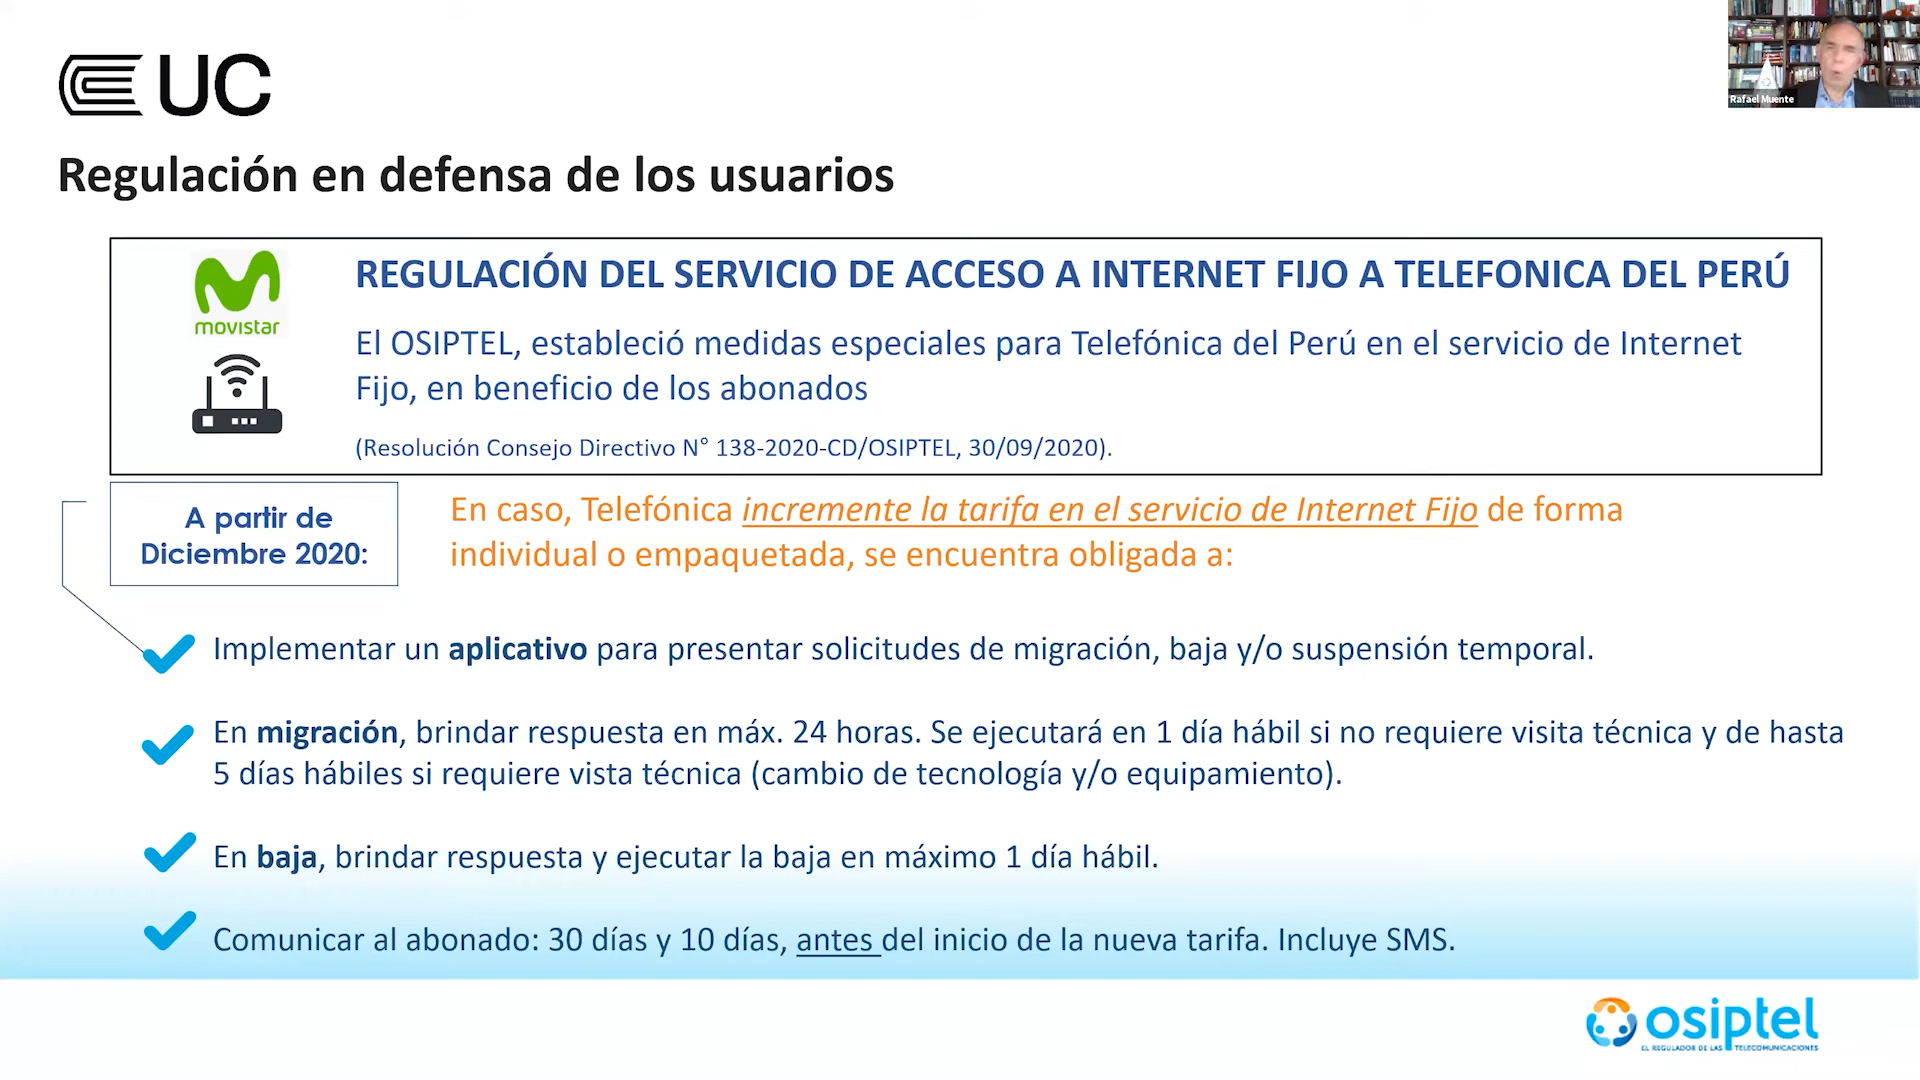 UC
Rafael Muente
Regulación en defensa de los usuarios
movistar
REGULACIÓN DEL SERVICIO DE ACCESO A INTERNET FIJO A TELEFONICA DEL PERÚ
El OSIPTEL, estableció medidas especiales para Telefónica del Perú en el servicio de Internet
Fijo, en beneficio de los abonados
(Resolución Consejo Directivo N° 138-2020-CD/OSIPTEL, 30/09/2020).
A partir de
Diciembre 2020:
En caso, Telefónica incremente la tarifa en el servicio de Internet Fijo de forma
individual o empaquetada, se encuentra obligada a:
Implementar un aplicativo para presentar solicitudes de migración, baja y/o suspensión temporal.
En migración, brindar respuesta en máx. 24 horas. Se ejecutará en 1 día hábil si no requiere visita técnica y de hasta
5 días hábiles si requiere vista técnica (cambio de tecnología y/o equipamiento).
En baja, brindar respuesta y ejecutar la baja en máximo 1 día hábil.
Comunicar al abonado: 30 días y 10 días, antes del inicio de la nueva tarifa. Incluye SMS.
osiptel
EL REGULADOR DE LAS TELECOMUNICACIONES